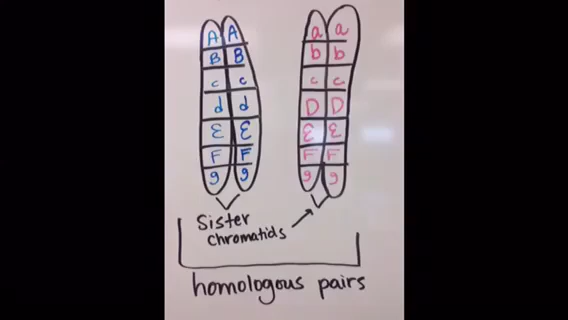 A A a a
B B b b
c c c c
d d D D
E E E E
F F F F
g g g g
Sister
chromatids
homologous pairs